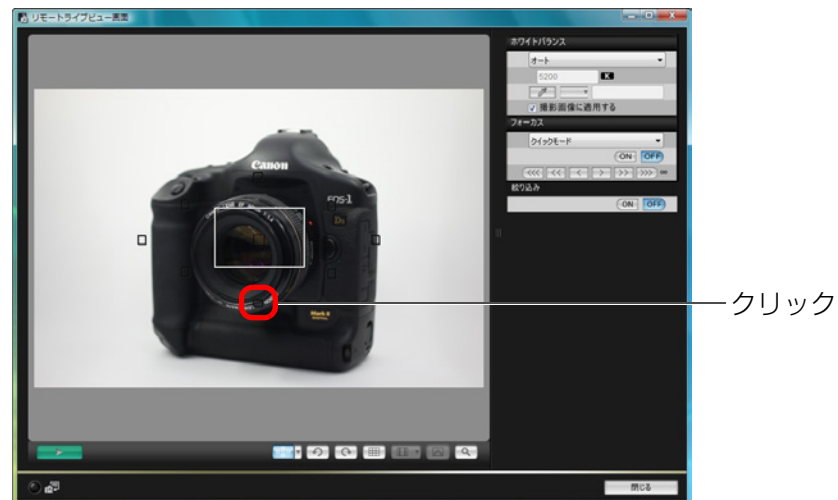 リモートライブビュー画面
ホワイトバランス
オート
5200 K
撮影画像に適用する
フォーカス
クイックモード
ON OFF
<<< << < > >> >>> ∞
絞り込み
ON OFF
Canon
EOS-1
Ds
Mark II
クリック
閉じる